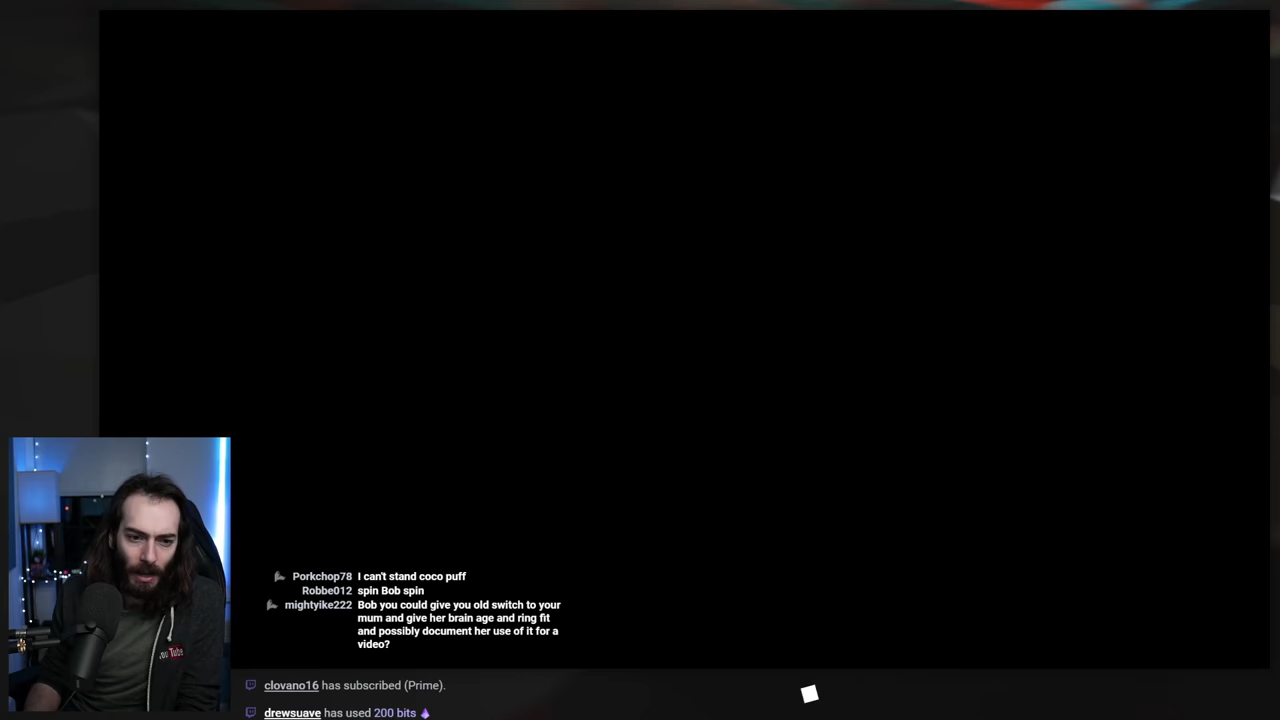 Porkchop78 I can't stand coco puff
Robbe012 spin Bob spin
mightyike222 Bob you could give you old switch to your
mum and give her brain age and ring fit
and possibly document her use of it for a
video?
You Tube
clovano16 has subscribed (Prime).
drewsuave has used 200 bits